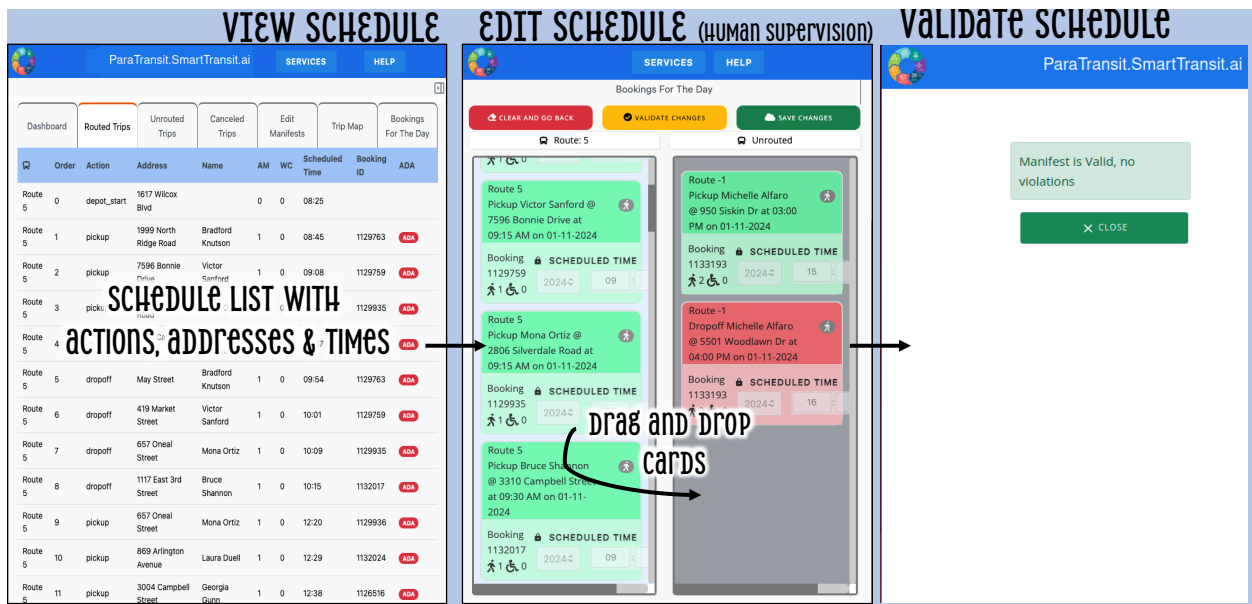 VIEW SCHEDULE
EDIT SCHEDULE (HUMAN SUPERVISION)
VALIDATE SCHEDULE
ParaTransit.SmartTransit.ai
SERVICES
HELP
Dashboard
Routed Trips
Unrouted
Trips
Canceled
Trips
Edit
Manifests
Trip Map
Bookings
For The Day
Order Action Address Name AM WC Scheduled Time Booking ID ADA
Route 5 0 depot_start 1617 Wilcox Blvd 0 0 08:25
Route 5 1 pickup 1999 North Ridge Road Bradford Knutson 1 0 08:45 1129763 ADA
Route 5 2 pickup 7596 Bonnie Drive Victor Sanford 1 0 09:08 1129759 ADA
Route 5 3 Road 1129935 ADA
Route 5 4 ADA
SCHEDULE LIST WITH
ACTIONS, ADDRESSES & TIMES
Route 5 5 dropoff May Street Bradford Knutson 1 0 09:54 1129763 ADA
Route 5 6 dropoff 419 Market Street Victor Sanford 1 0 10:01 1129759 ADA
Route 5 7 dropoff 657 Oneal Street Mona Ortiz 1 0 10:09 1129935 ADA
Route 5 8 dropoff 1117 East 3rd Street Bruce Shannon 1 0 10:15 1132017 ADA
Route 5 9 pickup 657 Oneal Street Mona Ortiz 1 0 12:20 1129936 ADA
Route 5 10 pickup 869 Arlington Avenue Laura Duell 1 0 12:29 1132024 ADA
Route 5 11 pickup 3004 Campbell Street Georgia Gunn 1 0 12:38 1126516 ADA
SERVICES
HELP
Bookings For The Day
CLEAR AND GO BACK
VALIDATE CHANGES
SAVE CHANGES
Route: 5
Unrouted
1 0
Route 5
Pickup Victor Sanford @
7596 Bonnie Drive at
09:15 AM on 01-11-2024
Booking
1129759
1 0
SCHEDULED TIME
2024 09 :
Route 5
Pickup Mona Ortiz @
2806 Silverdale Road at
09:15 AM on 01-11-2024
Booking
1129935
1 0
SCHEDULED TIME
2024
Route 5
Pickup Bruce Shannon
@ 3310 Campbell Street
at 09:30 AM on 01-11-
2024
Booking
1132017
1 0
SCHEDULED TIME
2024 09 :
Route -1
Pickup Michelle Alfaro
@ 950 Siskin Dr at 03:00
PM on 01-11-2024
Booking
1133193
2 0
SCHEDULED TIME
2024 15 :
Route -1
Dropoff Michelle Alfaro
@ 5501 Woodlawn Dr at
04:00 PM on 01-11-2024
Booking
1133193
0
SCHEDULED TIME
2024 16 :
DRAG AND DROP
CARDS
ParaTransit.SmartTransit.ai
Manifest is Valid, no
violations
CLOSE